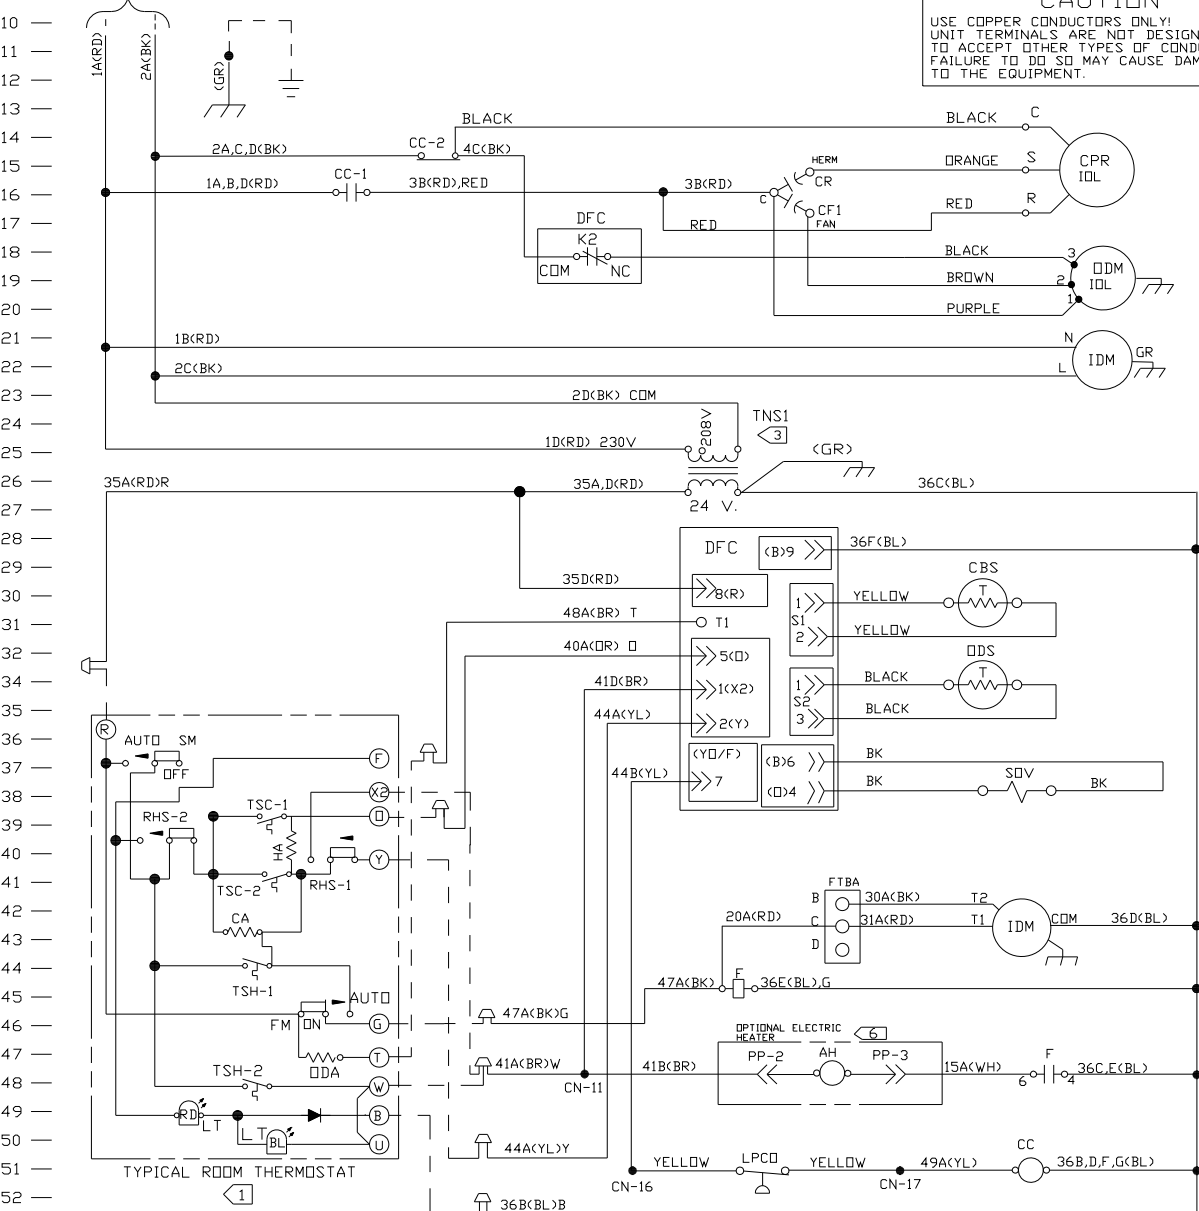 CAUTION
USE COPPER CONDUCTORS ONLY!
UNIT TERMINALS ARE NOT DESIGN
TO ACCEPT OTHER TYPES OF COND
FAILURE TO DO SO MAY CAUSE DAM
TO THE EQUIPMENT.
10
11
12
13
14
15
16
17
18
19
20
21
22
23
24
25
26
27
28
29
30
31
32
34
35
36
37
38
39
40
41
42
43
44
45
46
47
48
49
50
51
52
1A(RD)
2A(BK)
(GR)
BLACK BLACK C
2A,C,D(BK) CC-2 4C(BK)
HERM ORANGE S CPR
IOL
1A,B,D(RD) CC-1 3B(RD),RED 3B(RD) C CR
CF1 RED R
FAN
DFC RED
K2
COM NC
BLACK 3
ODM
IOL
BROWN 2
PURPLE 1
1B(RD) N
IDM GR
2C(BK) L
2D(BK) COM
208V TNS1
3
1D(RD) 230V (GR)
35A(RD)R 35A,D(RD) 36C(BL)
24 V.
DFC (B)9 36F(BL)
35D(RD) 8(R)
CBS
T
1 YELLOW
S1
2 YELLOW
48A(BR) T T1
40A(OR) O 5(O)
ODS
T
41D(BR) 1(X2) 1 BLACK
S2
44A(YL) 2(Y) 3 BLACK
(YO/F) (B)6 BK
44B(YL) 7 (O)4 BK SOV BK
R
AUTO SM
OFF
F
X2
TSC-1 O
RHS-2
HA
Y
TSC-2 RHS-1
CA
TSH-1
AUTO
FM ON G
T
ODA
TSH-2 W
RD LT B
LT BL U
TYPICAL ROOM THERMOSTAT
1
FTBA
B 30A(BK) T2
20A(RD) C 31A(RD) T1 IDM COM 36D(BL)
D
47A(BK) F 36E(BL),G
47A(BK)G
OPTIONAL ELECTRIC
HEATER
6
PP-2 AH PP-3 F
41A(BR)W 41B(BR) 15A(WH) 6 4 36C,E(BL)
CN-11
44A(YL)Y
YELLOW LPCO YELLOW 49A(YL) CC 36B,D,F,G(BL)
CN-16 CN-17
36B(BL)B